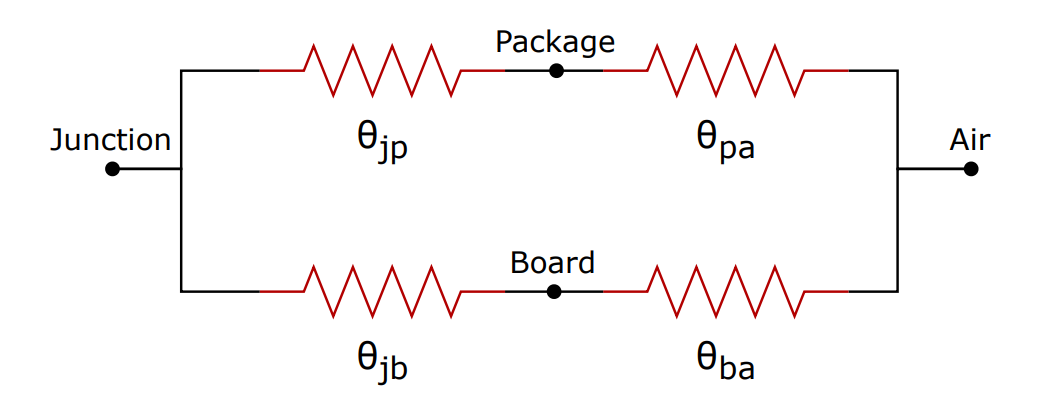 Package
θjp
θpa
Junction
Air
Board
θjb
θba